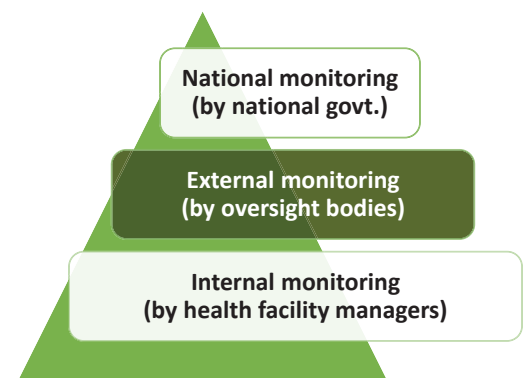 National monitoring
(by national govt.)
External monitoring
(by oversight bodies)
Internal monitoring
(by health facility managers)